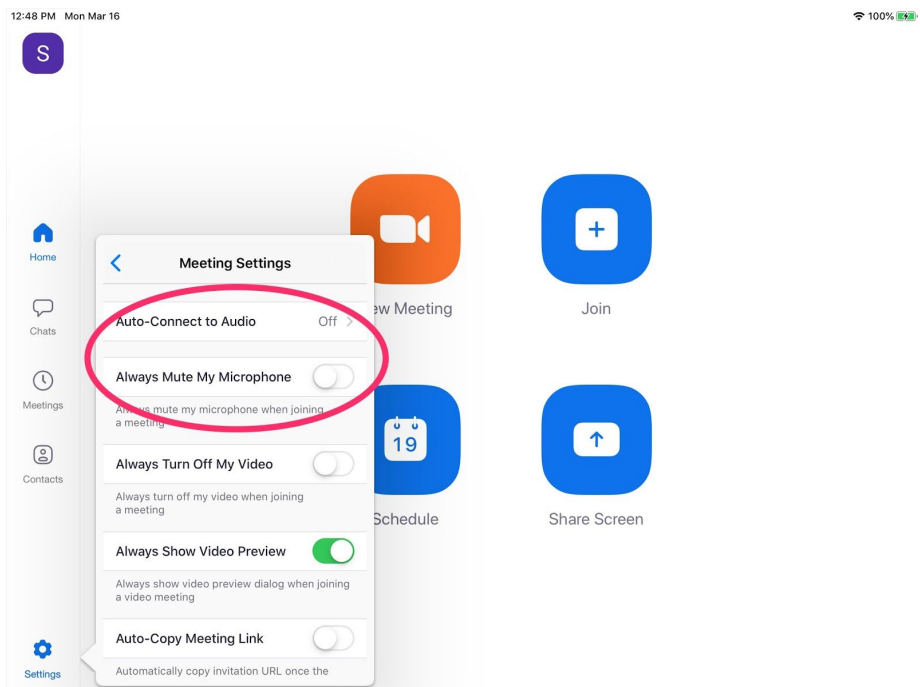 12:48 PM Mon Mar 16
100%
S
Home
Chats
Meetings
Contacts
Settings
Meeting Settings
Auto-Connect to Audio Off
Always Mute My Microphone
Always mute my microphone when joining
a meeting
Always Turn Off My Video
Always turn off my video when joining
a meeting
Always Show Video Preview
Always show video preview dialog when joining
a video meeting
Auto-Copy Meeting Link
Automatically copy invitation URL once the
ew Meeting
Join
19
Schedule
Share Screen